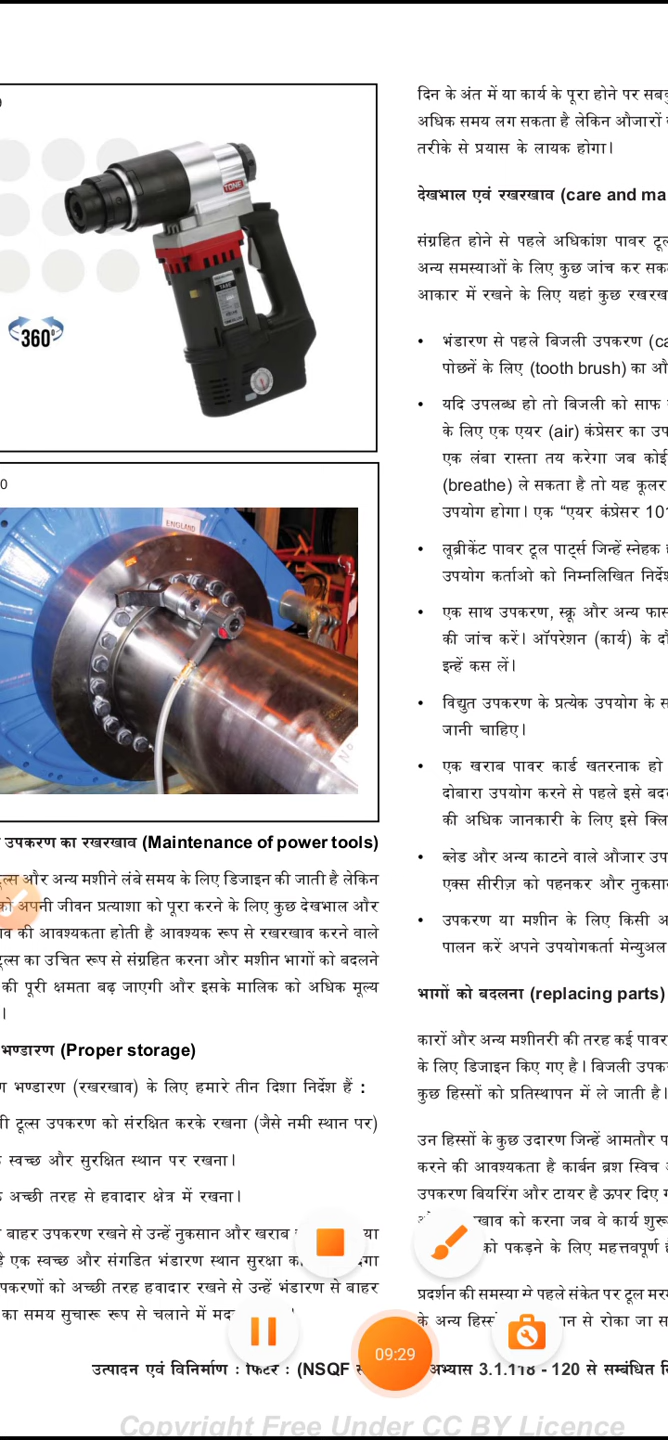 9
TONE
360°
0
ENGLAND
उपकरण का रखरखाव (Maintenance of power tools)
ल्स और अन्य मशीने लंबे समय के लिए डिजाइन की जाती है लेकिन
को अपनी जीवन प्रत्याशा को पूरा करने के लिए कुछ देखभाल और
व की आवश्यकता होती है आवश्यक रूप से रखरखाव करने वाले
टूल्स का उचित रूप से संग्रहित करना और मशीन भागों को बदलने
की पूरी क्षमता बढ़ जाएगी और इसके मालिक को अधिक मूल्य
।
भण्डारण (Proper storage)
ण भण्डारण (रखरखाव) के लिए हमारे तीन दिशा निर्देश हैं :
ी टूल्स उपकरण को संरक्षित करके रखना (जैसे नमी स्थान पर)
स्वच्छ और सुरक्षित स्थान पर रखना।
अच्छी तरह से हवादार क्षेत्र में रखना।
बाहर उपकरण रखने से उन्हें नुकसान और खराब या
है एक स्वच्छ और संगडित भंडारण स्थान सुरक्षा गा
पकरणों को अच्छी तरह हवादार रखने से उन्हें भंडारण से बाहर
का समय सुचारू रूप से चलाने में मद
दिन के अंत में या कार्य के पूरा होने पर सब
अधिक समय लग सकता है लेकिन औजारों
तरीके से प्रयास के लायक होगा।
देखभाल एवं रखरखाव (care and ma
संग्रहित होने से पहले अधिकांश पावर टूल
अन्य समस्याओं के लिए कुछ जांच कर सक
आकार में रखने के लिए यहां कुछ रखरख
• भंडारण से पहले बिजली उपकरण (ca
पोछनें के लिए (tooth brush) का औ
• यदि उपलब्ध हो तो बिजली को साफ
के लिए एक एयर (air) कंप्रेसर का उप
एक लंबा रास्ता तय करेगा जब कोई
(breathe) ले सकता है तो यह कूलर
उपयोग होगा। एक “एयर कंप्रेसर 101
• लूब्रीकेंट पावर टूल पार्ट्स जिन्हें स्नेहक
उपयोग कर्ताओ को निम्नलिखित निर्दे
• एक साथ उपकरण, स्क्रू और अन्य फास
की जांच करें। ऑपरेशन (कार्य) के दौ
इन्हें कस लें।
• विद्युत उपकरण के प्रत्येक उपयोग के स
जानी चाहिए।
• एक खराब पावर कार्ड खतरनाक हो
दोबारा उपयोग करने से पहले इसे बद
की अधिक जानकारी के लिए इसे क्लि
• ब्लेड और अन्य काटने वाले औजार उप
एक्स सीरीज़ को पहनकर और नुकसा
• उपकरण या मशीन के लिए किसी अ
पालन करें अपने उपयोगकर्ता मेन्युअल
भागों को बदलना (replacing parts)
कारों और अन्य मशीनरी की तरह कई पावर
के लिए डिजाइन किए गए है। बिजली उपक
कुछ हिस्सों को प्रतिस्थापन में ले जाती है।
उन हिस्सों के कुछ उदारण जिन्हें आमतौर प
करने की आवश्यकता है कार्बन ब्रश स्विच
उपकरण बियरिंग और टायर है ऊपर दिए ग
खाव को करना जब वे कार्य शुरू
को पकड़ने के लिए महत्तवपूर्ण ह
प्रदर्शन की समस्या मे पहले संकेत पर टूल मरम
के अन्य हिस्स न से रोका जा स
09:29
उत्पादन एवं विनिर्माण : फिटर : (NSQF अभ्यास 3.1.118 - 120 से सम्बंधित
Copyright Free Under CC BY Licence